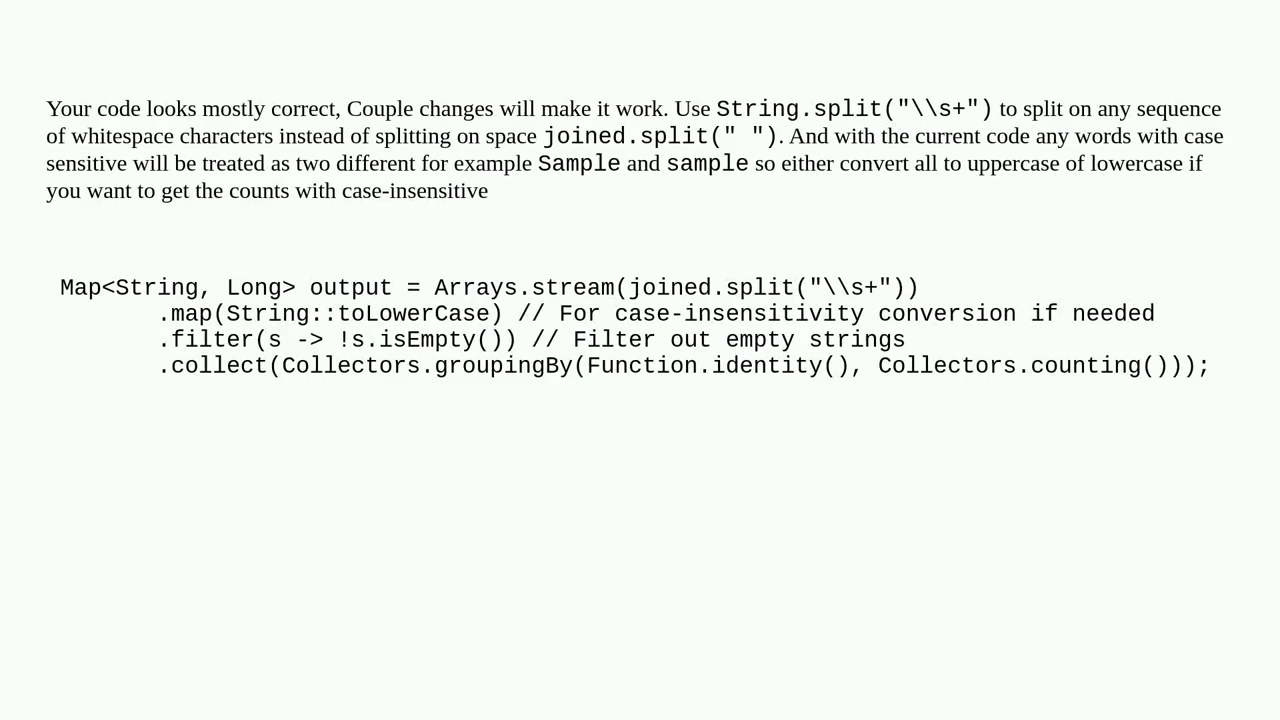 Your code looks mostly correct, Couple changes will make it work. Use String.split("\\s+") to split on any sequence
of whitespace characters instead of splitting on space joined.split(" "). And with the current code any words with case
sensitive will be treated as two different for example Sample and sample so either convert all to uppercase of lowercase if
you want to get the counts with case-insensitive
Map<String, Long> output = Arrays.stream(joined.split("\\s+"))
       .map(String::toLowerCase) // For case-insensitivity conversion if needed
       .filter(s -> !s.isEmpty()) // Filter out empty strings
       .collect(Collectors.groupingBy(Function.identity(), Collectors.counting()));